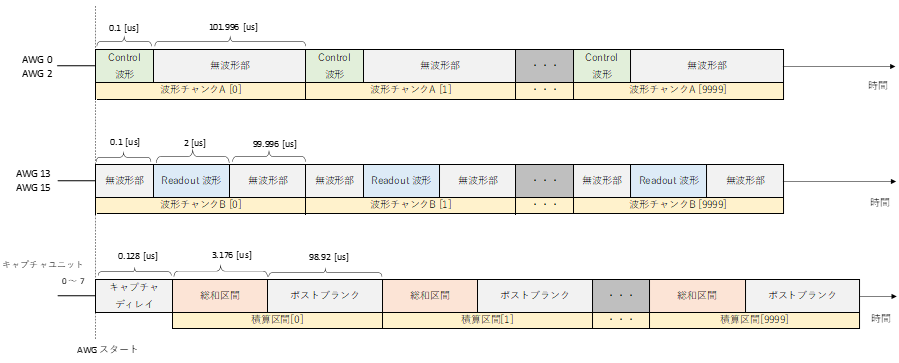 0.1 [us]
101.996 [us]
AWG 0
AWG 2
Control
波形
無波形部
Control
波形
無波形部
・・・
Control
波形
無波形部
波形チャンクA [0]
波形チャンクA [1]
・・・
波形チャンクA [9999]
時間
0.1 [us]
2 [us]
99.996 [us]
AWG 13
AWG 15
無波形部
Readout 波形
無波形部
無波形部
Readout 波形
無波形部
・・・
無波形部
Readout 波形
無波形部
波形チャンクB [0]
波形チャンクB [1]
・・・
波形チャンクB [9999]
時間
0.128 [us]
3.176 [us]
98.92 [us]
キャプチャユニット
0～7
キャプチャ
ディレイ
総和区間
ポストブランク
総和区間
ポストブランク
・・・
総和区間
ポストブランク
積算区間[0]
積算区間[1]
・・・
積算区間[9999]
時間
AWG スタート